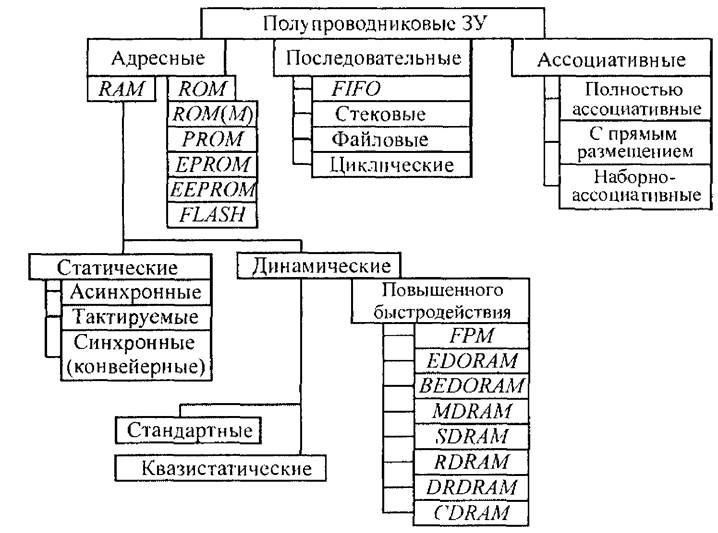 Полупроводниковые ЗУ
Адресные
RAM
ROM
ROM(M)
PROM
EPROM
EEPROM
FLASH
Последовательные
FIFO
Стековые
Файловые
Циклические
Ассоциативные
Полностью
ассоциативные
С прямым
размещением
Наборно-
ассоциативные
Статические
Асинхронные
Тактируемые
Синхронные
(конвейерные)
Динамические
Повышенного
быстродействия
FPM
EDORAM
BEDORAM
MDRAM
SDRAM
RDRAM
DRDRAM
CDRAM
Стандартные
Квазистатические